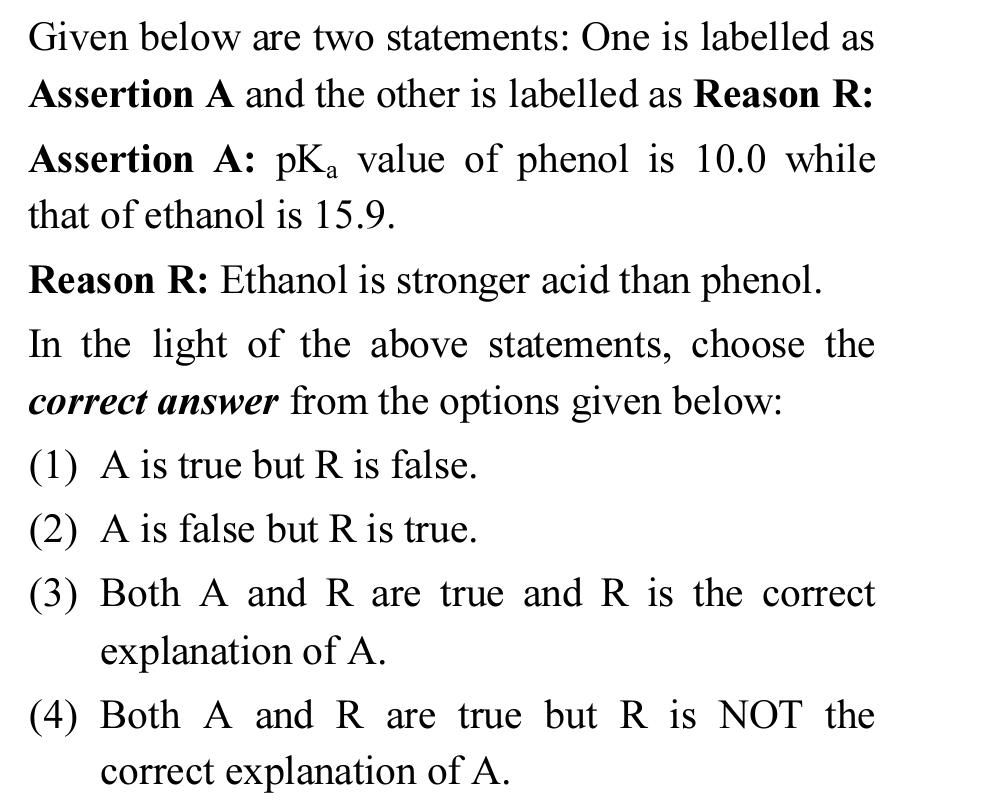 Given below are two statements: One is labelled as
Assertion A and the other is labelled as Reason R:
Assertion A: pKₐ value of phenol is 10.0 while
that of ethanol is 15.9.
Reason R: Ethanol is stronger acid than phenol.
In the light of the above statements, choose the
correct answer from the options given below:
(1) A is true but R is false.
(2) A is false but R is true.
(3) Both A and R are true and R is the correct
explanation of A.
(4) Both A and R are true but R is NOT the
correct explanation of A.